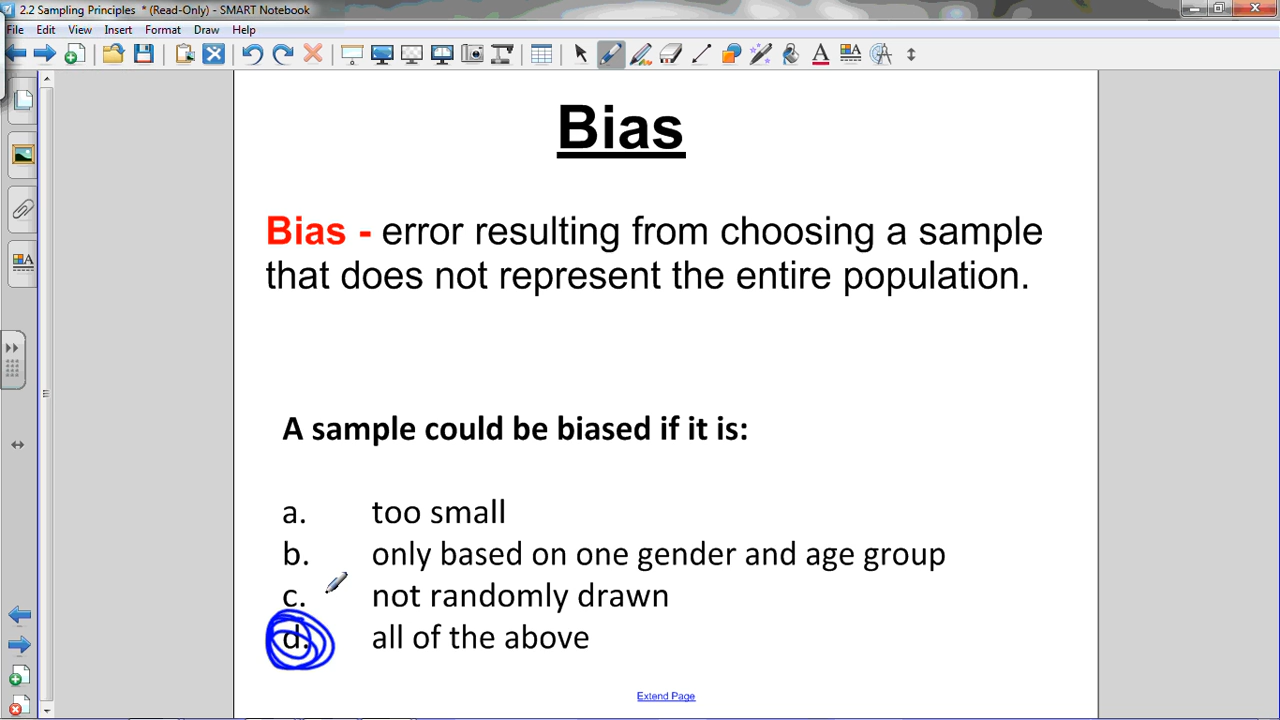 2.2 Sampling Principles * (Read-Only) - SMART Notebook
File Edit View Insert Format Draw Help
Bias
Bias - error resulting from choosing a sample
that does not represent the entire population.
A sample could be biased if it is:
a. too small
b. only based on one gender and age group
c. not randomly drawn
d. all of the above
Extend Page